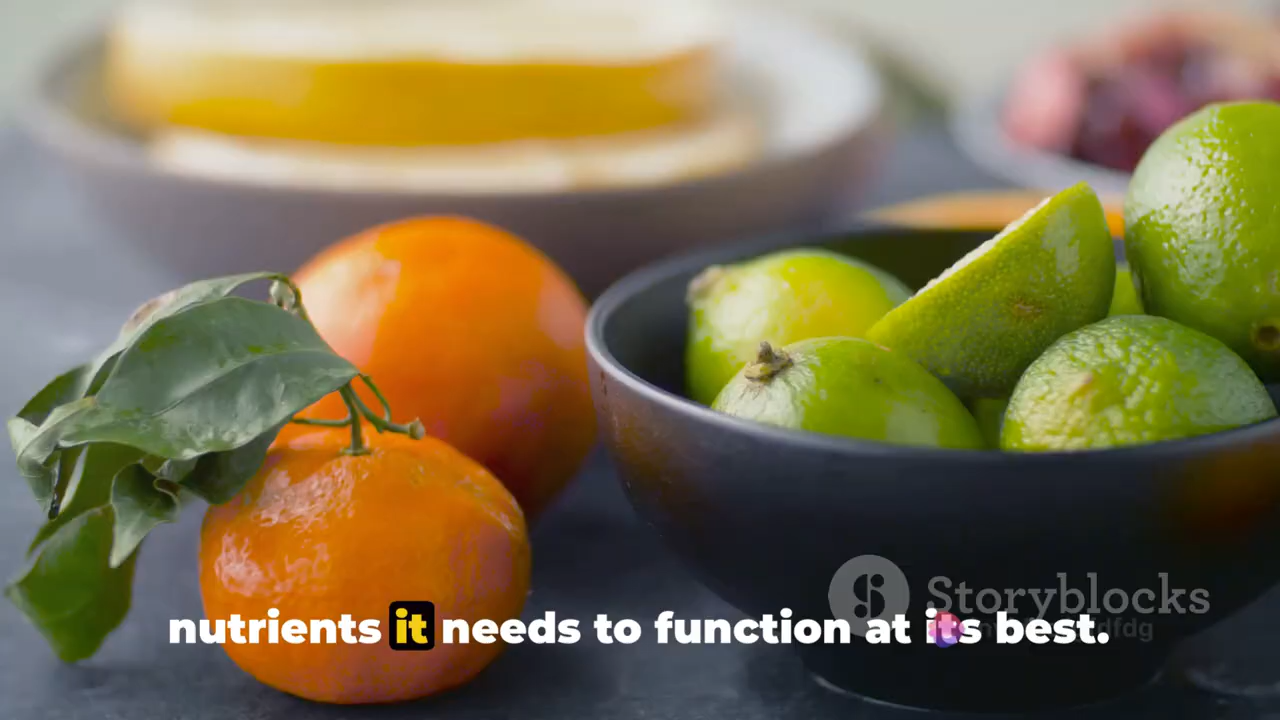 Storyblocks
nutrients it needs to function at its best.